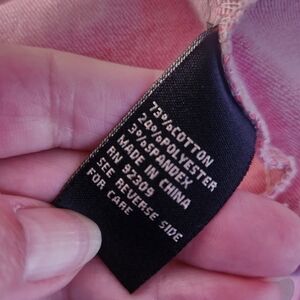 73%COTTON
24%POLYESTER
3%SPANDEX
MADE IN CHINA
RN 92309
SEE REVERSE SIDE
FOR CARE